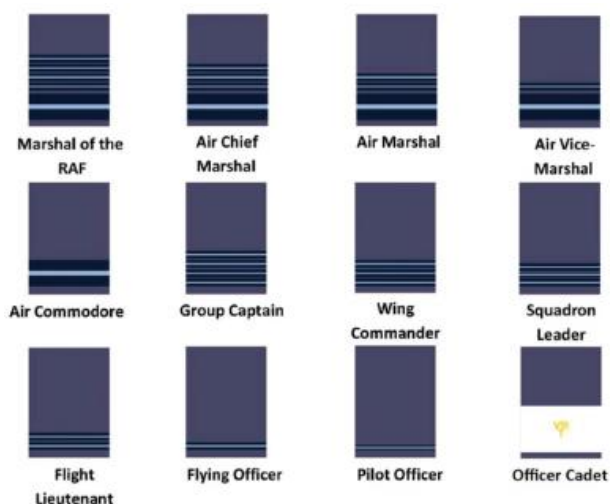 Marshal of the
RAF
Air Chief
Marshal
Air Marshal
Air Vice-
Marshal
Air Commodore
Group Captain
Wing
Commander
Squadron
Leader
Flight
Lieutenant
Flying Officer
Pilot Officer
Officer Cadet